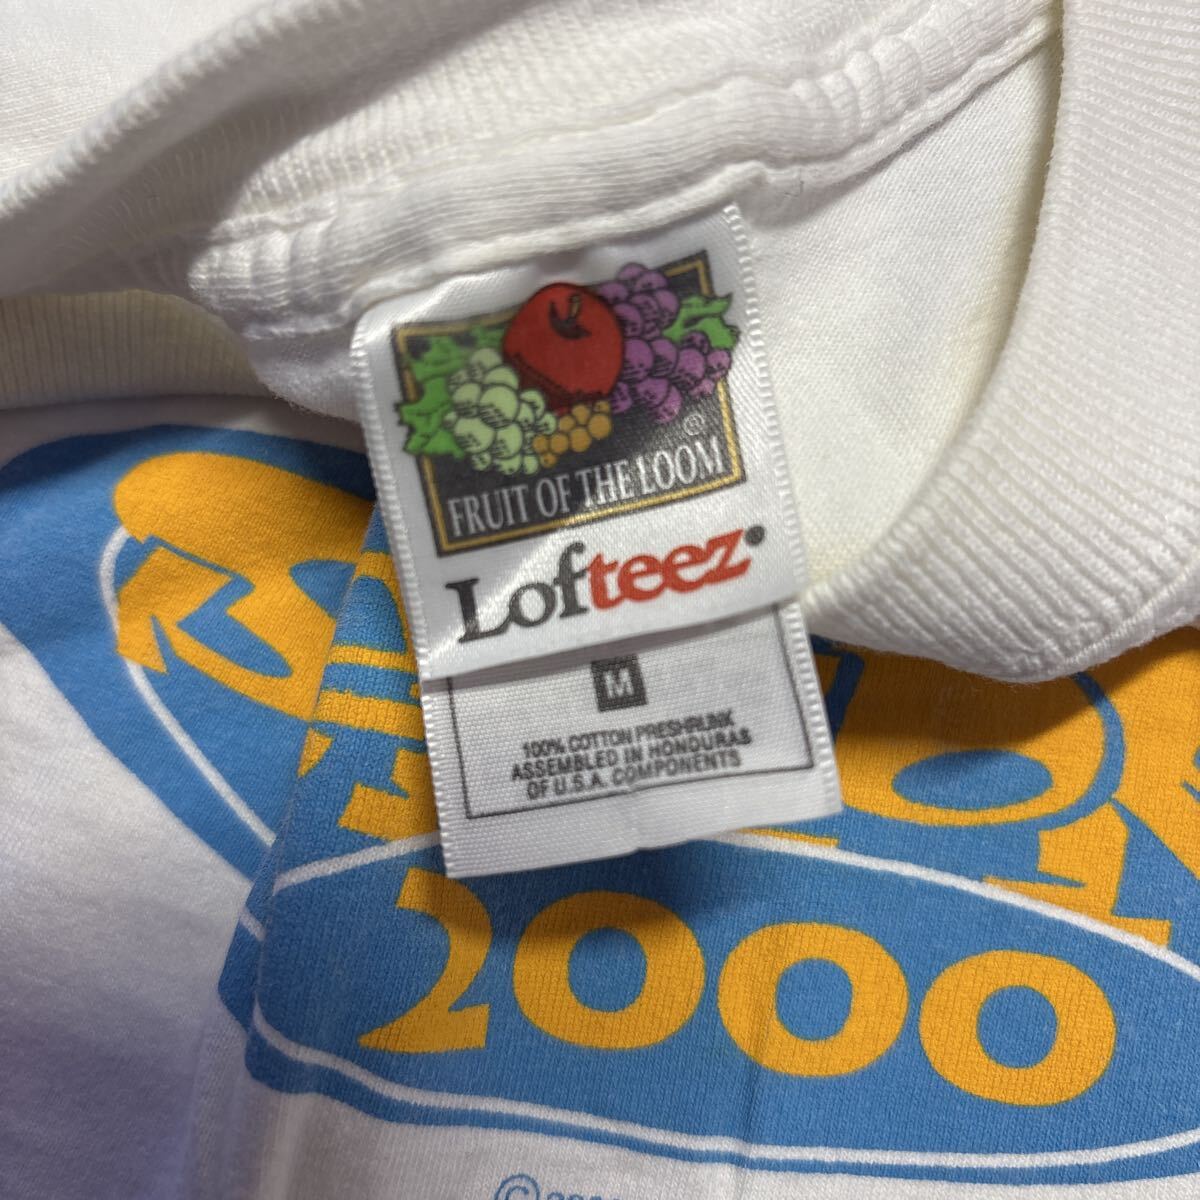 ®
FRUIT OF THE LOOM
Lofteez
M
100% COTTON PRESHRUNK
ASSEMBLED IN HONDURAS
OF U.S.A. COMPONENTS
2000
©